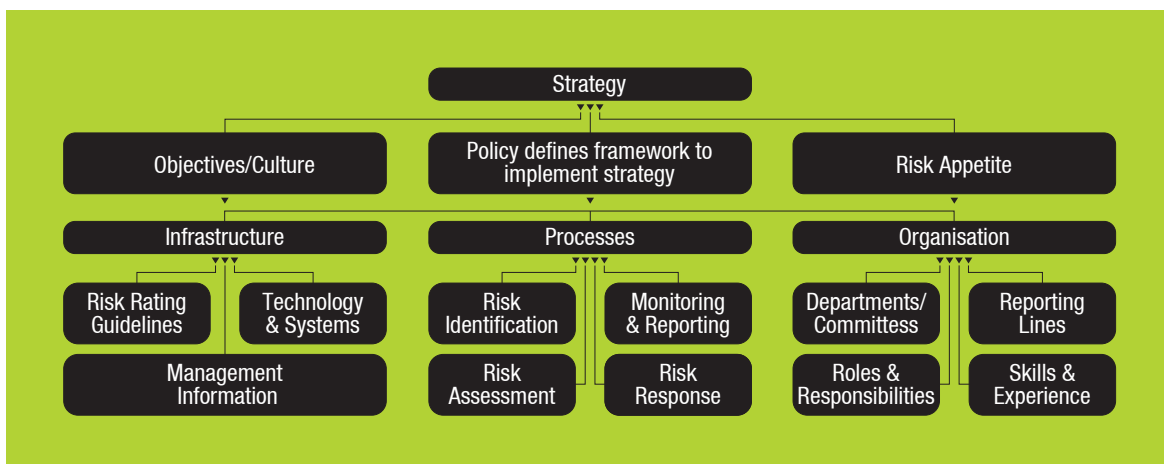 Strategy
Objectives/Culture
Policy defines framework to
implement strategy
Risk Appetite
Infrastructure
Processes
Organisation
Risk Rating
Guidelines
Technology
& Systems
Risk
Identification
Monitoring
& Reporting
Departments/
Committess
Reporting
Lines
Management
Information
Risk
Assessment
Risk
Response
Roles &
Responsibilities
Skills &
Experience